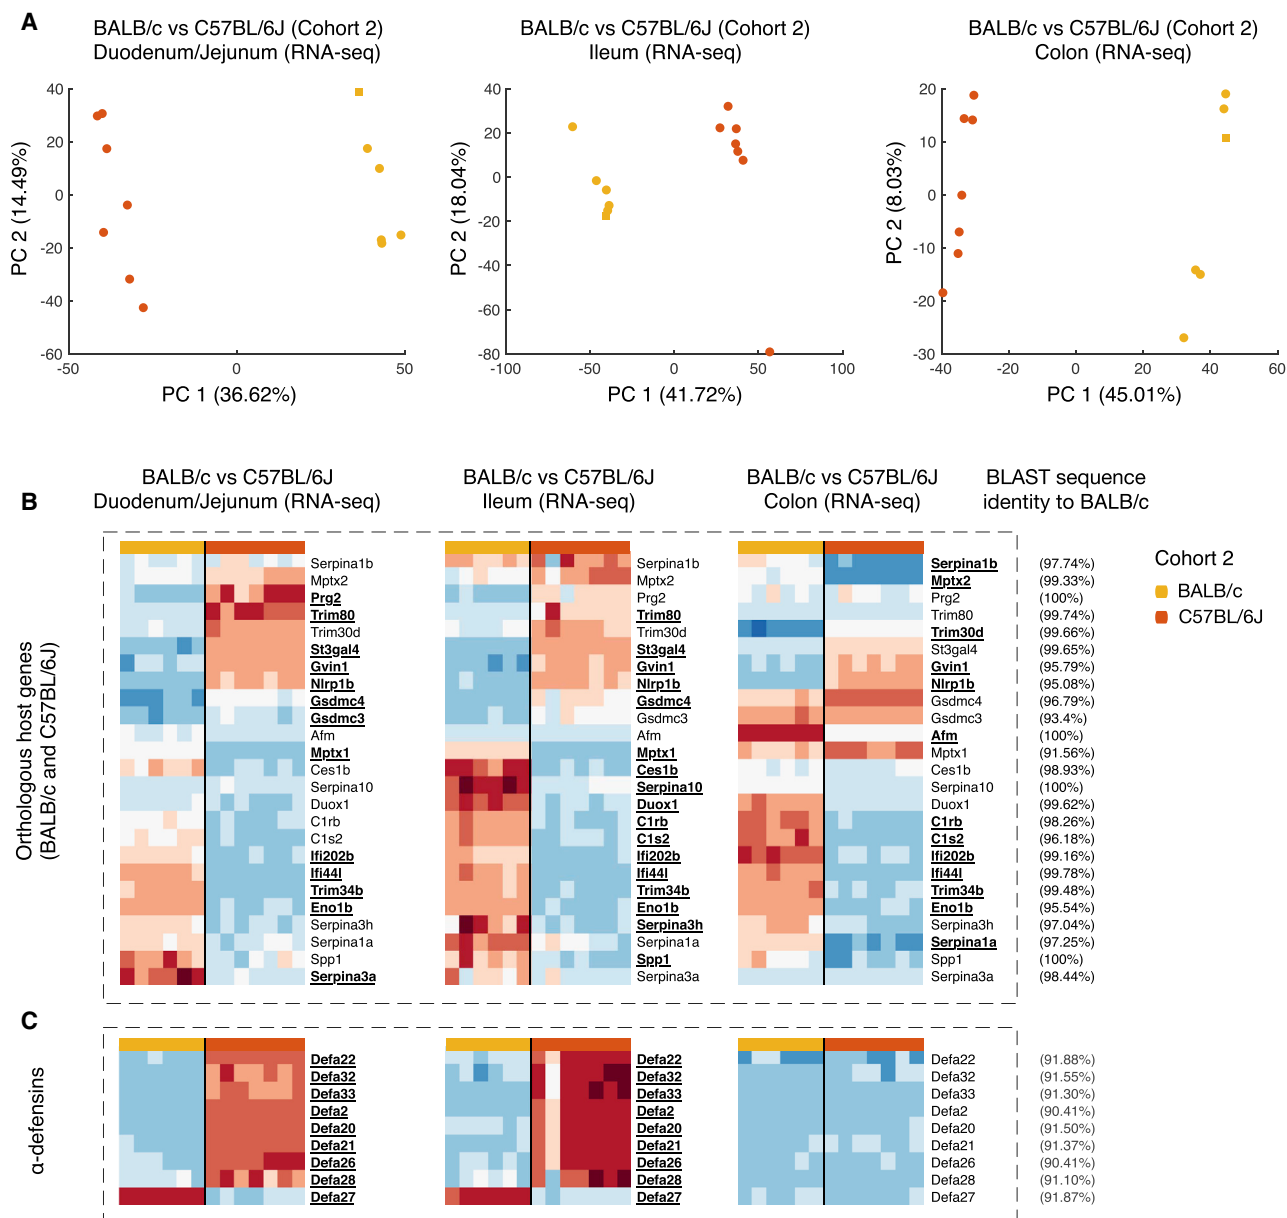 A
BALB/c vs C57BL/6J (Cohort 2)
Duodenum/Jejunum (RNA-seq)
40
20
0
-20
-40
-60
-50
0
50
PC 2 (14.49%)
PC 1 (36.62%)
BALB/c vs C57BL/6J (Cohort 2)
Ileum (RNA-seq)
40
20
0
-20
-40
-60
-80
-100
-50
0
50
100
PC 2 (18.04%)
PC 1 (41.72%)
BALB/c vs C57BL/6J (Cohort 2)
Colon (RNA-seq)
20
10
0
-10
-20
-30
-40
-20
0
20
40
60
PC 2 (8.03%)
PC 1 (45.01%)
B
BALB/c vs C57BL/6J
Duodenum/Jejunum (RNA-seq)
BALB/c vs C57BL/6J
Ileum (RNA-seq)
BALB/c vs C57BL/6J
Colon (RNA-seq)
BLAST sequence
identity to BALB/c
Orthologous host genes
(BALB/c and C57BL/6J)
Serpina1b
Mptx2
Prg2
Trim80
Trim30d
St3gal4
Gvin1
Nlrp1b
Gsdmc4
Gsdmc3
Afm
Mptx1
Ces1b
Serpina10
Duox1
C1rb
C1s2
Ifi202b
Ifi44l
Trim34b
Eno1b
Serpina3h
Serpina1a
Spp1
Serpina3a
Serpina1b
Mptx2
Prg2
Trim80
Trim30d
St3gal4
Gvin1
Nlrp1b
Gsdmc4
Gsdmc3
Afm
Mptx1
Ces1b
Serpina10
Duox1
C1rb
C1s2
Ifi202b
Ifi44l
Trim34b
Eno1b
Serpina3h
Serpina1a
Spp1
Serpina3a
Serpina1b
Mptx2
Prg2
Trim80
Trim30d
St3gal4
Gvin1
Nlrp1b
Gsdmc4
Gsdmc3
Afm
Mptx1
Ces1b
Serpina10
Duox1
C1rb
C1s2
Ifi202b
Ifi44l
Trim34b
Eno1b
Serpina3h
Serpina1a
Spp1
Serpina3a
(97.74%)
(99.33%)
(100%)
(99.74%)
(99.66%)
(99.65%)
(95.79%)
(95.08%)
(96.79%)
(93.4%)
(100%)
(91.56%)
(98.93%)
(100%)
(99.62%)
(98.26%)
(96.18%)
(99.16%)
(99.78%)
(99.48%)
(95.54%)
(97.04%)
(97.25%)
(100%)
(98.44%)
Cohort 2
BALB/c
C57BL/6J
C
α-defensins
Defa22
Defa32
Defa33
Defa2
Defa20
Defa21
Defa26
Defa28
Defa27
Defa22
Defa32
Defa33
Defa2
Defa20
Defa21
Defa26
Defa28
Defa27
Defa22
Defa32
Defa33
Defa2
Defa20
Defa21
Defa26
Defa28
Defa27
(91.88%)
(91.55%)
(91.30%)
(90.41%)
(91.50%)
(91.37%)
(90.41%)
(91.10%)
(91.87%)